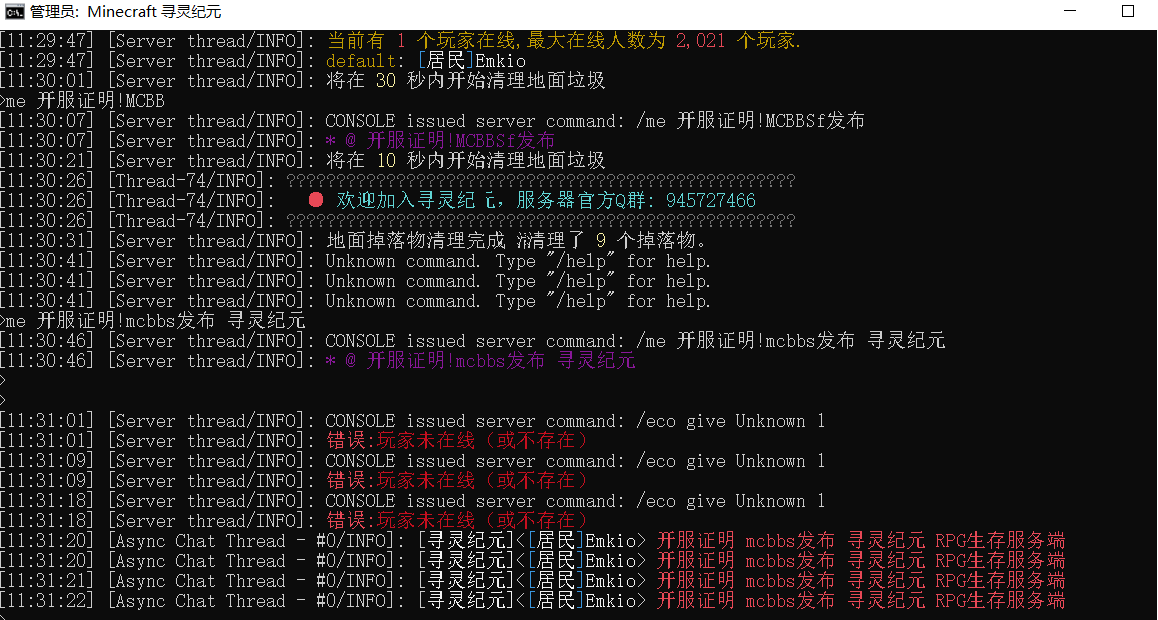 管理员: Minecraft 寻灵纪元
[11:29:47] [Server thread/INFO]: 当前有 1 个玩家在线,最大在线人数为 2,021 个玩家.
[11:29:47] [Server thread/INFO]: default: [居民]Emkio
[11:30:01] [Server thread/INFO]: 将在 30 秒内开始清理地面垃圾
>me 开服证明!MCBB
[11:30:07] [Server thread/INFO]: CONSOLE issued server command: /me 开服证明!MCBBSf发布
[11:30:07] [Server thread/INFO]: * @ 开服证明!MCBBSf发布
[11:30:21] [Server thread/INFO]: 将在 10 秒内开始清理地面垃圾
[11:30:26] [Thread-74/INFO]: ???????????????????????????????????????????????????
[11:30:26] [Thread-74/INFO]: 欢迎加入寻灵纪元，服务器官方Q群: 945727466
[11:30:26] [Thread-74/INFO]: ???????????????????????????????????????????????????
[11:30:31] [Server thread/INFO]: 地面掉落物清理完成 清理了 9 个掉落物。
[11:30:41] [Server thread/INFO]: Unknown command. Type "/help" for help.
[11:30:41] [Server thread/INFO]: Unknown command. Type "/help" for help.
[11:30:41] [Server thread/INFO]: Unknown command. Type "/help" for help.
>me 开服证明!mcbbs发布 寻灵纪元
[11:30:46] [Server thread/INFO]: CONSOLE issued server command: /me 开服证明!mcbbs发布 寻灵纪元
[11:30:46] [Server thread/INFO]: * @ 开服证明!mcbbs发布 寻灵纪元
>
>
[11:31:01] [Server thread/INFO]: CONSOLE issued server command: /eco give Unknown 1
[11:31:01] [Server thread/INFO]: 错误:玩家未在线（或不存在）
[11:31:09] [Server thread/INFO]: CONSOLE issued server command: /eco give Unknown 1
[11:31:09] [Server thread/INFO]: 错误:玩家未在线（或不存在）
[11:31:18] [Server thread/INFO]: CONSOLE issued server command: /eco give Unknown 1
[11:31:18] [Server thread/INFO]: 错误:玩家未在线（或不存在）
[11:31:20] [Async Chat Thread - #0/INFO]: [寻灵纪元]<[居民]Emkio> 开服证明 mcbbs发布 寻灵纪元 RPG生存服务端
[11:31:20] [Async Chat Thread - #0/INFO]: [寻灵纪元]<[居民]Emkio> 开服证明 mcbbs发布 寻灵纪元 RPG生存服务端
[11:31:21] [Async Chat Thread - #0/INFO]: [寻灵纪元]<[居民]Emkio> 开服证明 mcbbs发布 寻灵纪元 RPG生存服务端
[11:31:22] [Async Chat Thread - #0/INFO]: [寻灵纪元]<[居民]Emkio> 开服证明 mcbbs发布 寻灵纪元 RPG生存服务端